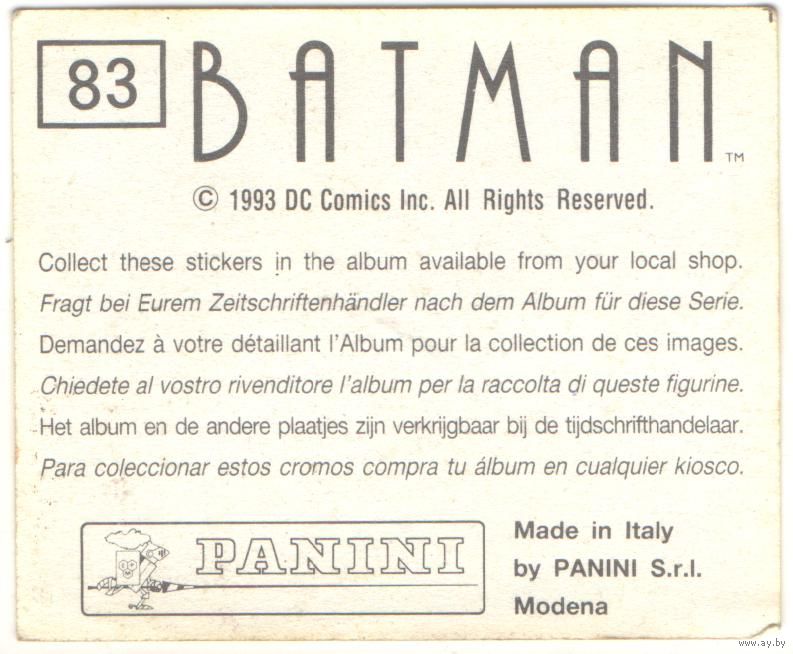 83 BATMAN™
© 1993 DC Comics Inc. All Rights Reserved.
Collect these stickers in the album available from your local shop.
Fragt bei Eurem Zeitschriftenhändler nach dem Album für diese Serie.
Demandez à votre détaillant l'Album pour la collection de ces images.
Chiedete al vostro rivenditore l'album per la raccolta di queste figurine.
Het album en de andere plaatjes zijn verkrijgbaar bij de tijdschrifthandelaar.
Para coleccionar estos cromos compra tu álbum en cualquier kiosco.
PANINI
Made in Italy
by PANINI S.r.l.
Modena
www.ay.by